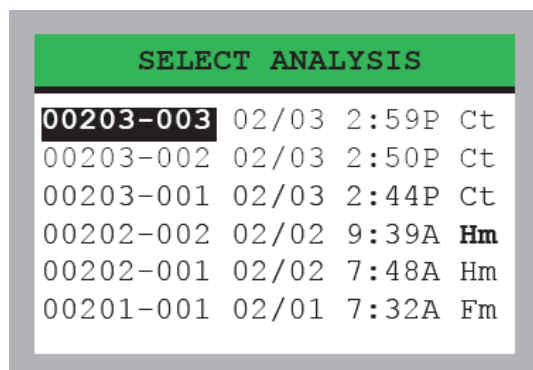 SELECT ANALYSIS
00203-003 02/03 2:59P Ct
00203-002 02/03 2:50P Ct
00203-001 02/03 2:44P Ct
00202-002 02/02 9:39A Hm
00202-001 02/02 7:48A Hm
00201-001 02/01 7:32A Fm